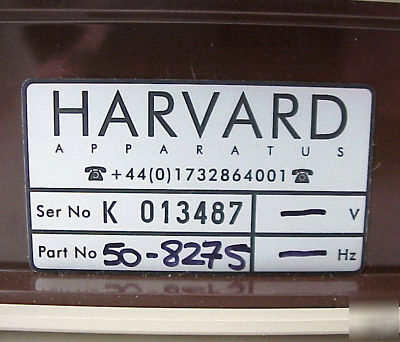 HARVARD
APPARATUS
☎ +44(0)1732864001 ☎
Ser No K 013487 — V
Part No 50-8275 — Hz